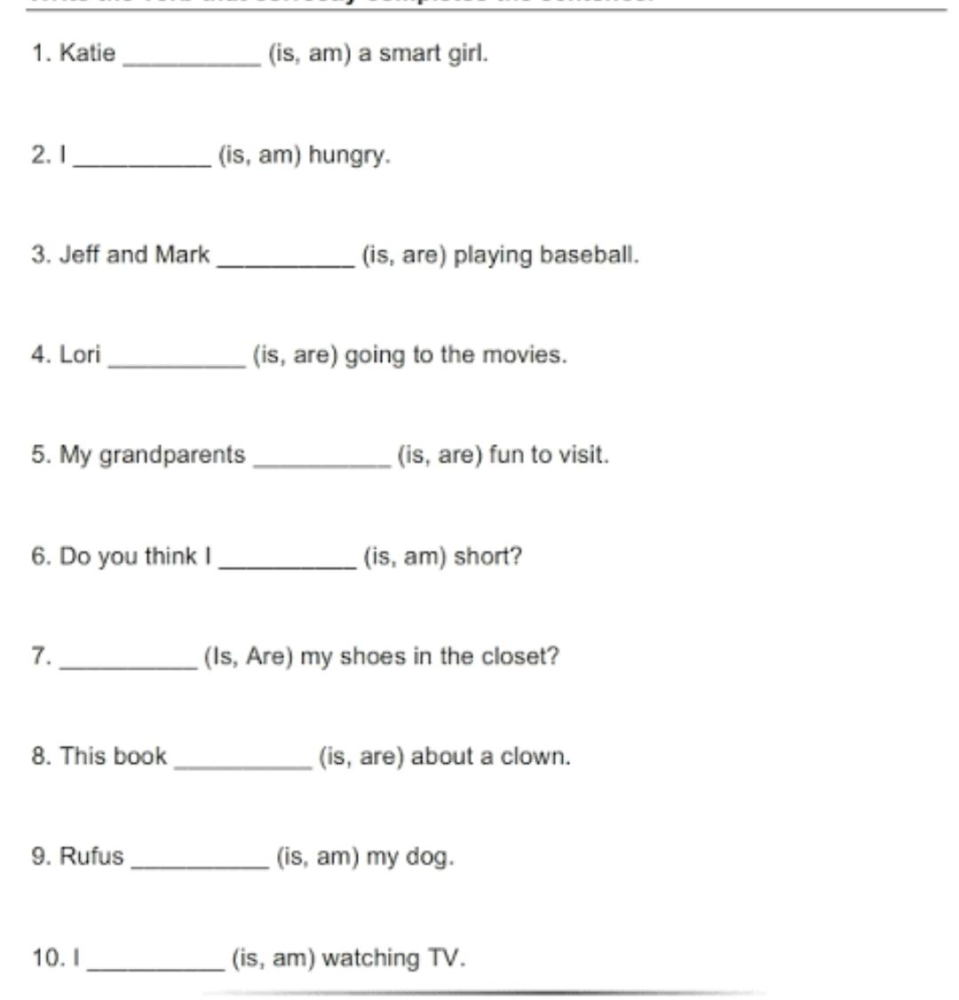 1. Katie __________ (is, am) a smart girl.
2. I __________ (is, am) hungry.
3. Jeff and Mark __________ (is, are) playing baseball.
4. Lori __________ (is, are) going to the movies.
5. My grandparents __________ (is, are) fun to visit.
6. Do you think I __________ (is, am) short?
7. __________ (Is, Are) my shoes in the closet?
8. This book __________ (is, are) about a clown.
9. Rufus __________ (is, am) my dog.
10. I __________ (is, am) watching TV.